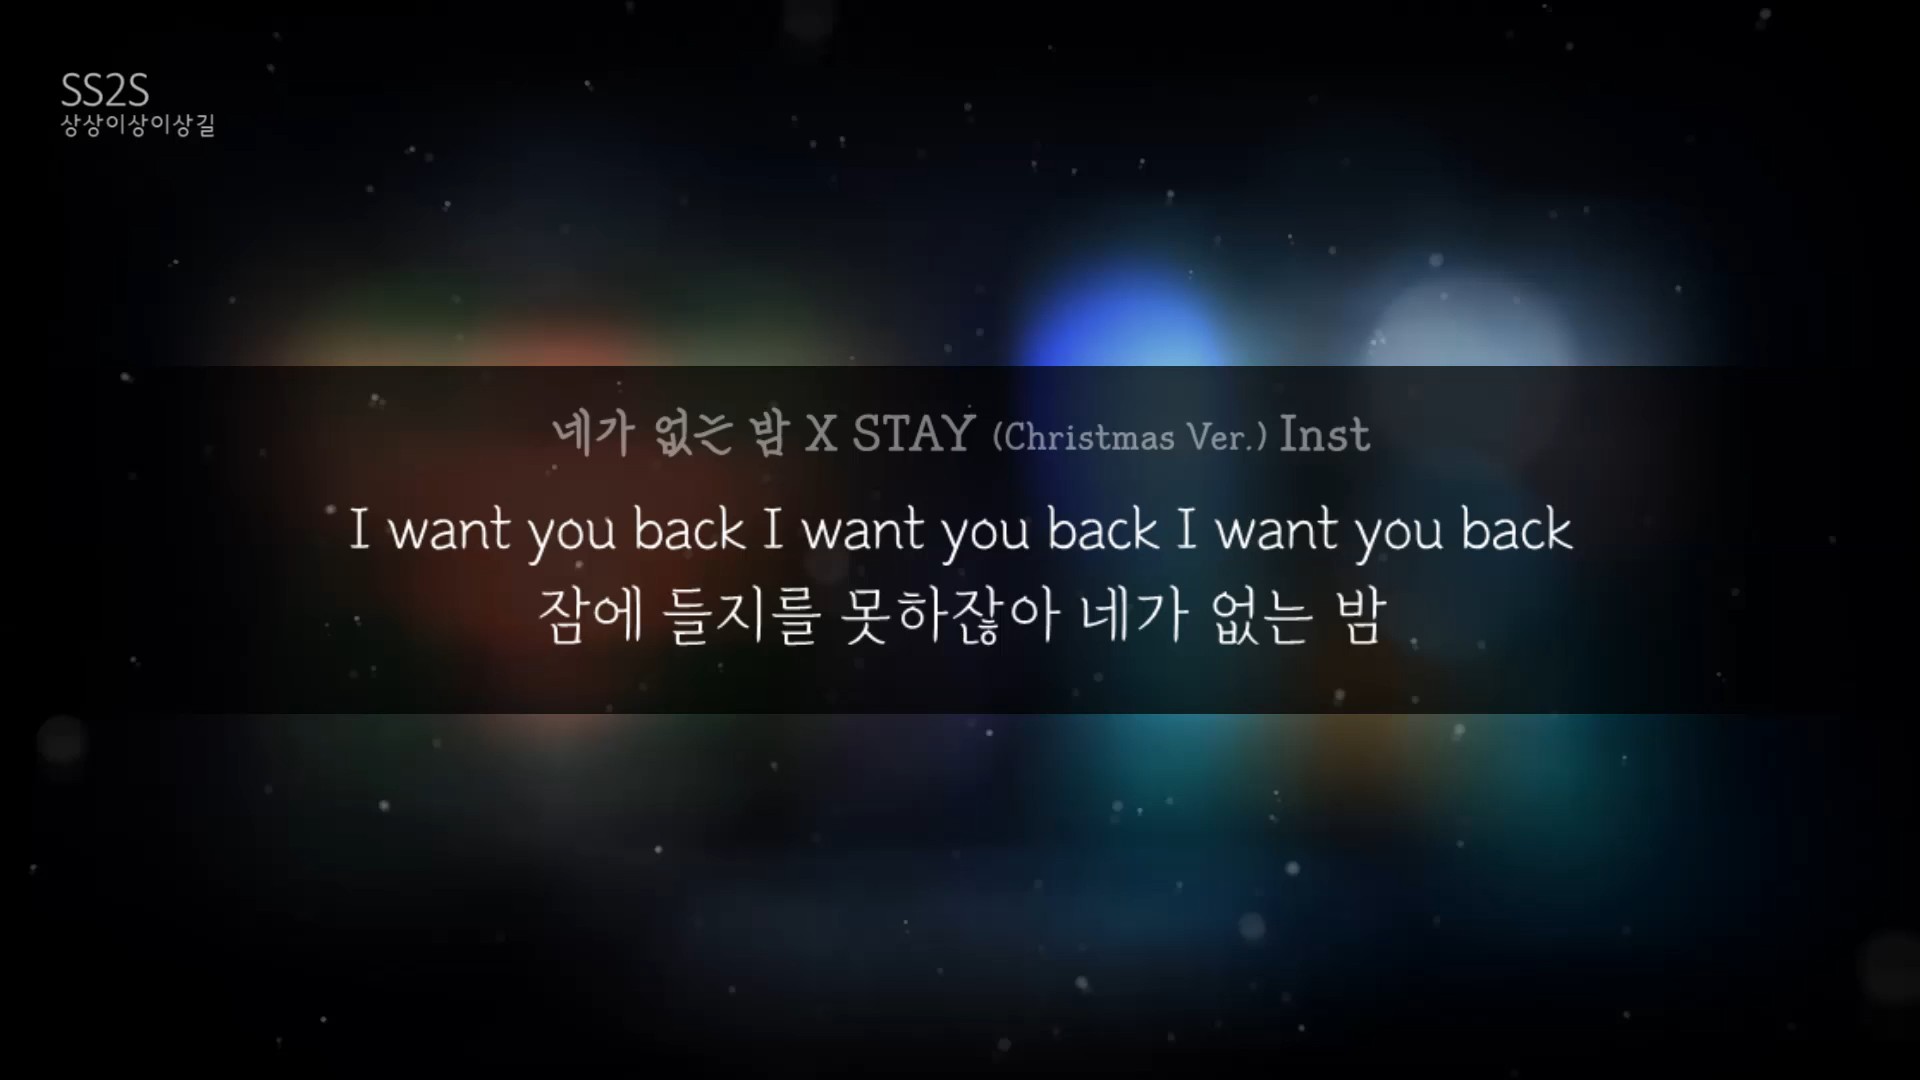 SS2S
상상이상이상길
네가 없는 밤 X STAY (Christmas Ver.) Inst
I want you back I want you back I want you back
잠에 들지를 못하잖아 네가 없는 밤